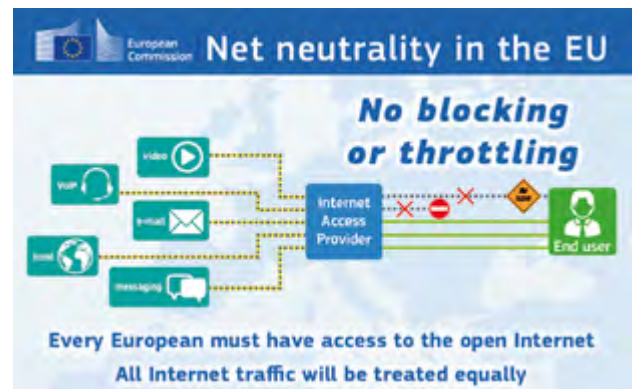 European
Commission
Net neutrality in the EU
No blocking
or throttling
video
VoIP
e-mail
html
messaging
Internet
Access
Provider
End user
Every European must have access to the open Internet
All Internet traffic will be treated equally